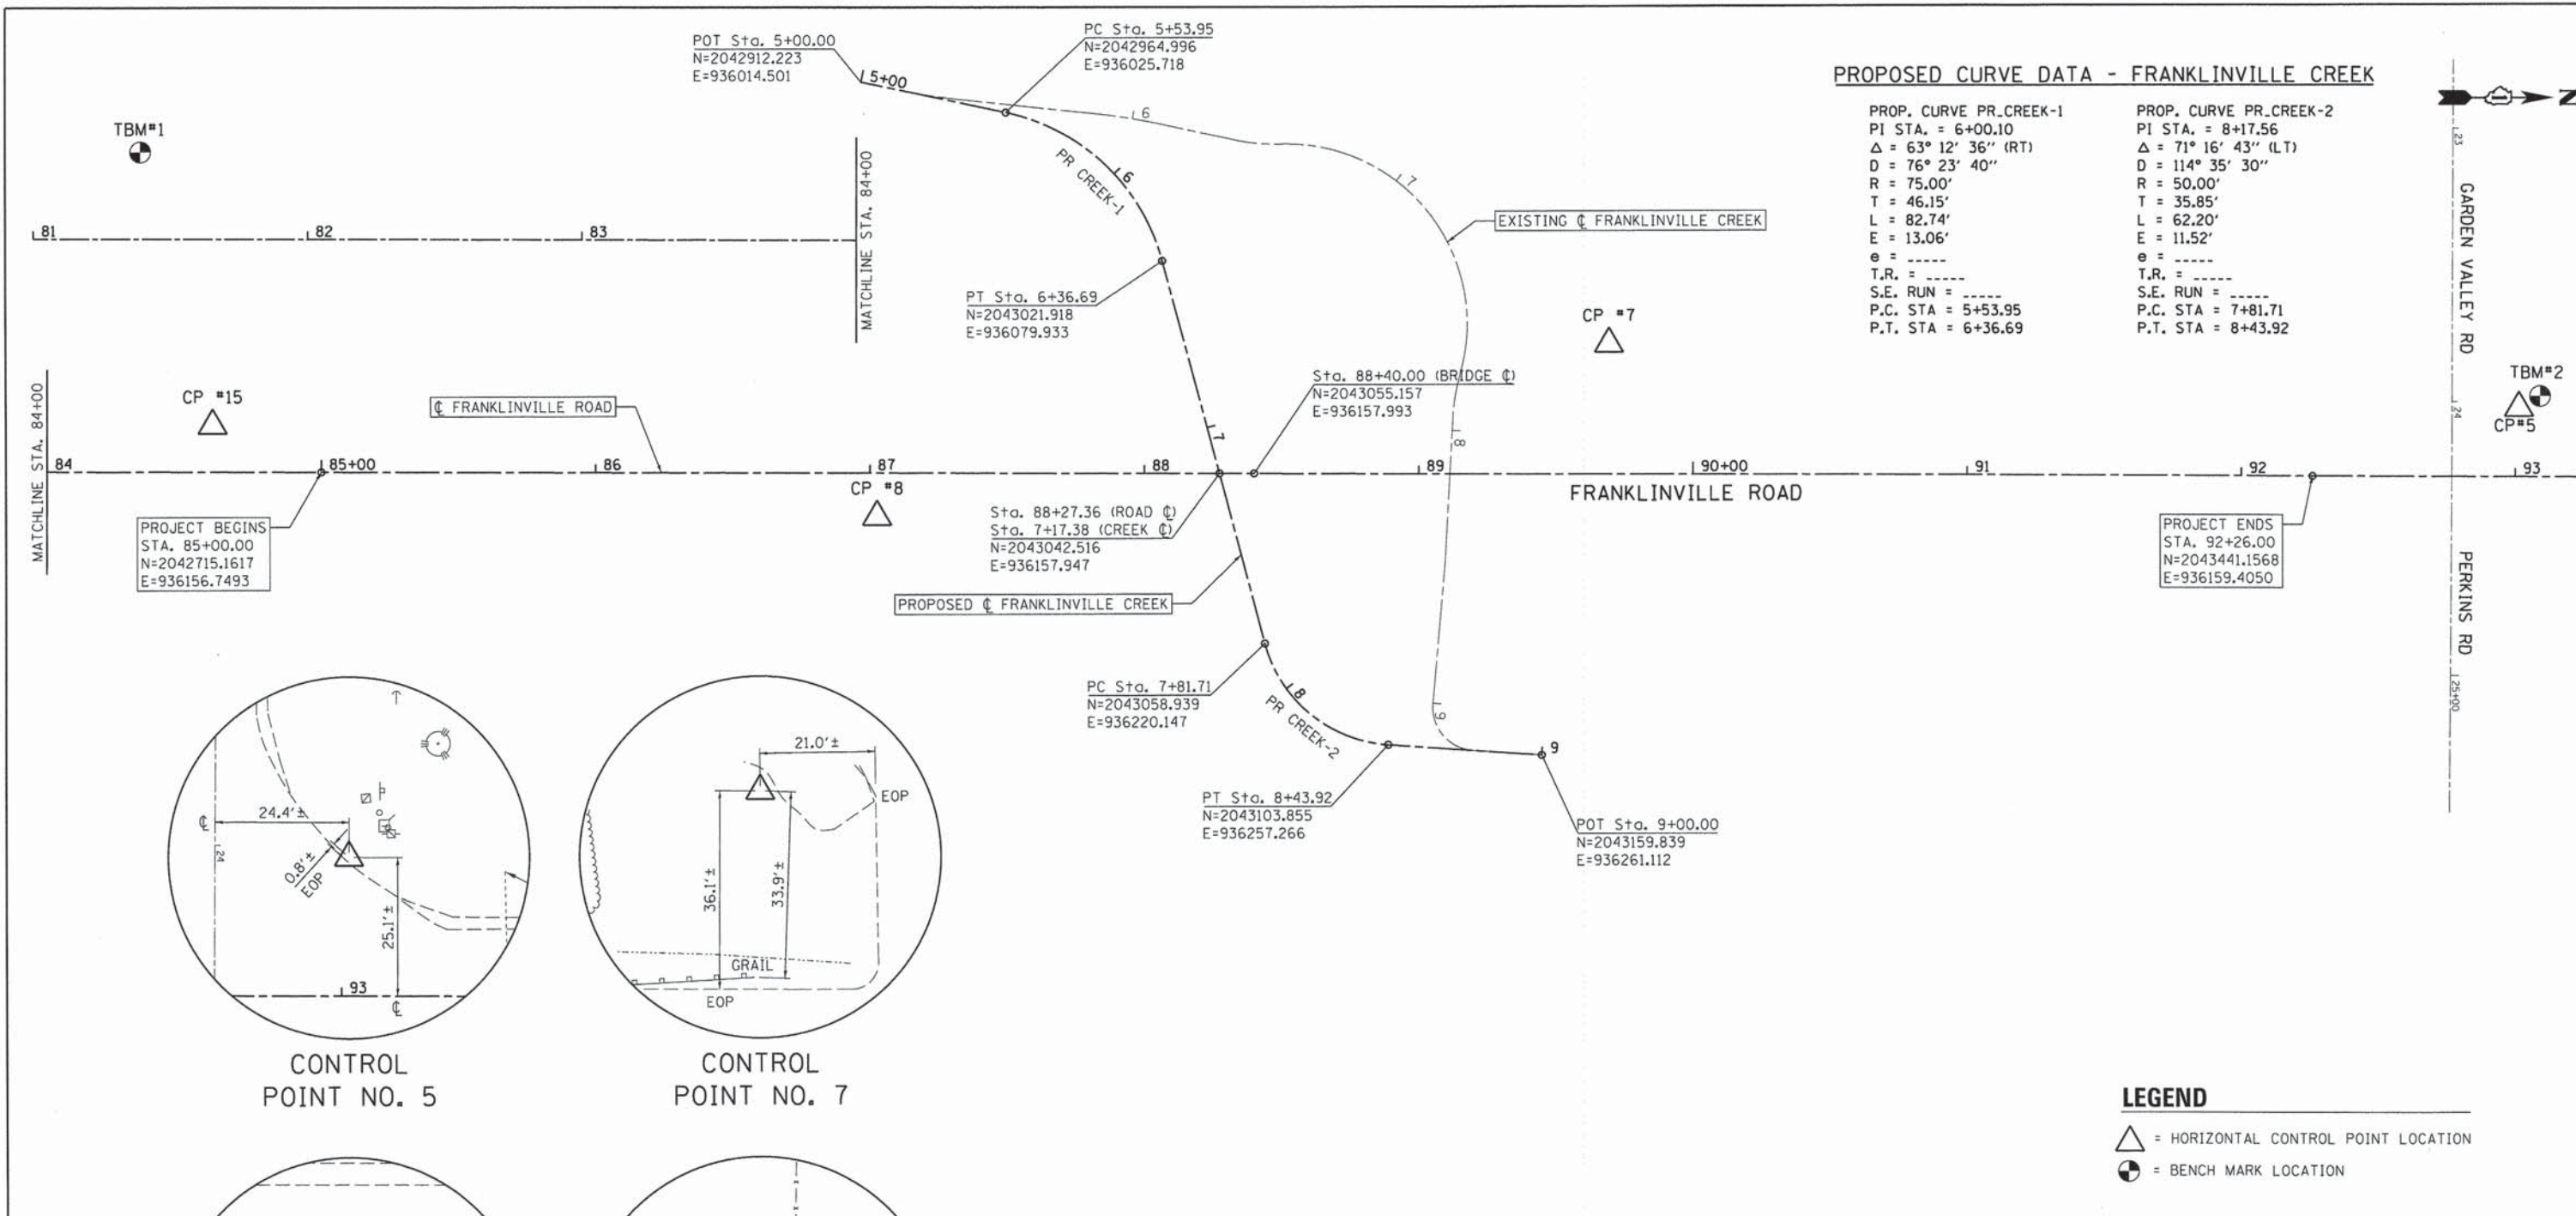 POT Sta. 5+00.00
N=2042912.223
E=936014.501
PC Sta. 5+53.95
N=2042964.996
E=936025.718
5+00
6
7
8
9
PROPOSED CURVE DATA - FRANKLINVILLE CREEK
PROP. CURVE PR_CREEK-1
PI STA. = 6+00.10
Δ = 63° 12' 36" (RT)
D = 76° 23' 40"
R = 75.00'
T = 46.15'
L = 82.74'
E = 13.06'
e = -----
T.R. = -----
S.E. RUN = -----
P.C. STA = 5+53.95
P.T. STA = 6+36.69
PROP. CURVE PR_CREEK-2
PI STA. = 8+17.56
Δ = 71° 16' 43" (LT)
D = 114° 35' 30"
R = 50.00'
T = 35.85'
L = 62.20'
E = 11.52'
e = -----
T.R. = -----
S.E. RUN = -----
P.C. STA = 7+81.71
P.T. STA = 8+43.92
N
23
GARDEN VALLEY RD
24
PERKINS RD
25+00
TBM#1
81
82
83
MATCHLINE STA. 84+00
PR CREEK-1
6
EXISTING ℄ FRANKLINVILLE CREEK
PT Sta. 6+36.69
N=2043021.918
E=936079.933
CP #7
TBM#2
CP#5
MATCHLINE STA. 84+00
CP #15
℄ FRANKLINVILLE ROAD
Sta. 88+40.00 (BRIDGE ℄)
N=2043055.157
E=936157.993
7
84
85+00
86
87
88
89
90+00
91
92
93
FRANKLINVILLE ROAD
CP #8
PROJECT BEGINS
STA. 85+00.00
N=2042715.1617
E=936156.7493
Sta. 88+27.36 (ROAD ℄)
Sta. 7+17.38 (CREEK ℄)
N=2043042.516
E=936157.947
PROJECT ENDS
STA. 92+26.00
N=2043441.1568
E=936159.4050
PROPOSED ℄ FRANKLINVILLE CREEK
PC Sta. 7+81.71
N=2043058.939
E=936220.147
8
PR CREEK-2
9
PT Sta. 8+43.92
N=2043103.855
E=936257.266
POT Sta. 9+00.00
N=2043159.839
E=936261.112
℄
24.4'±
24
0.8'±
EOP
25.1'±
93
℄
CONTROL
POINT NO. 5
21.0'±
EOP
36.1'±
33.9'±
GRAIL
EOP
CONTROL
POINT NO. 7
LEGEND
= HORIZONTAL CONTROL POINT LOCATION
= BENCH MARK LOCATION